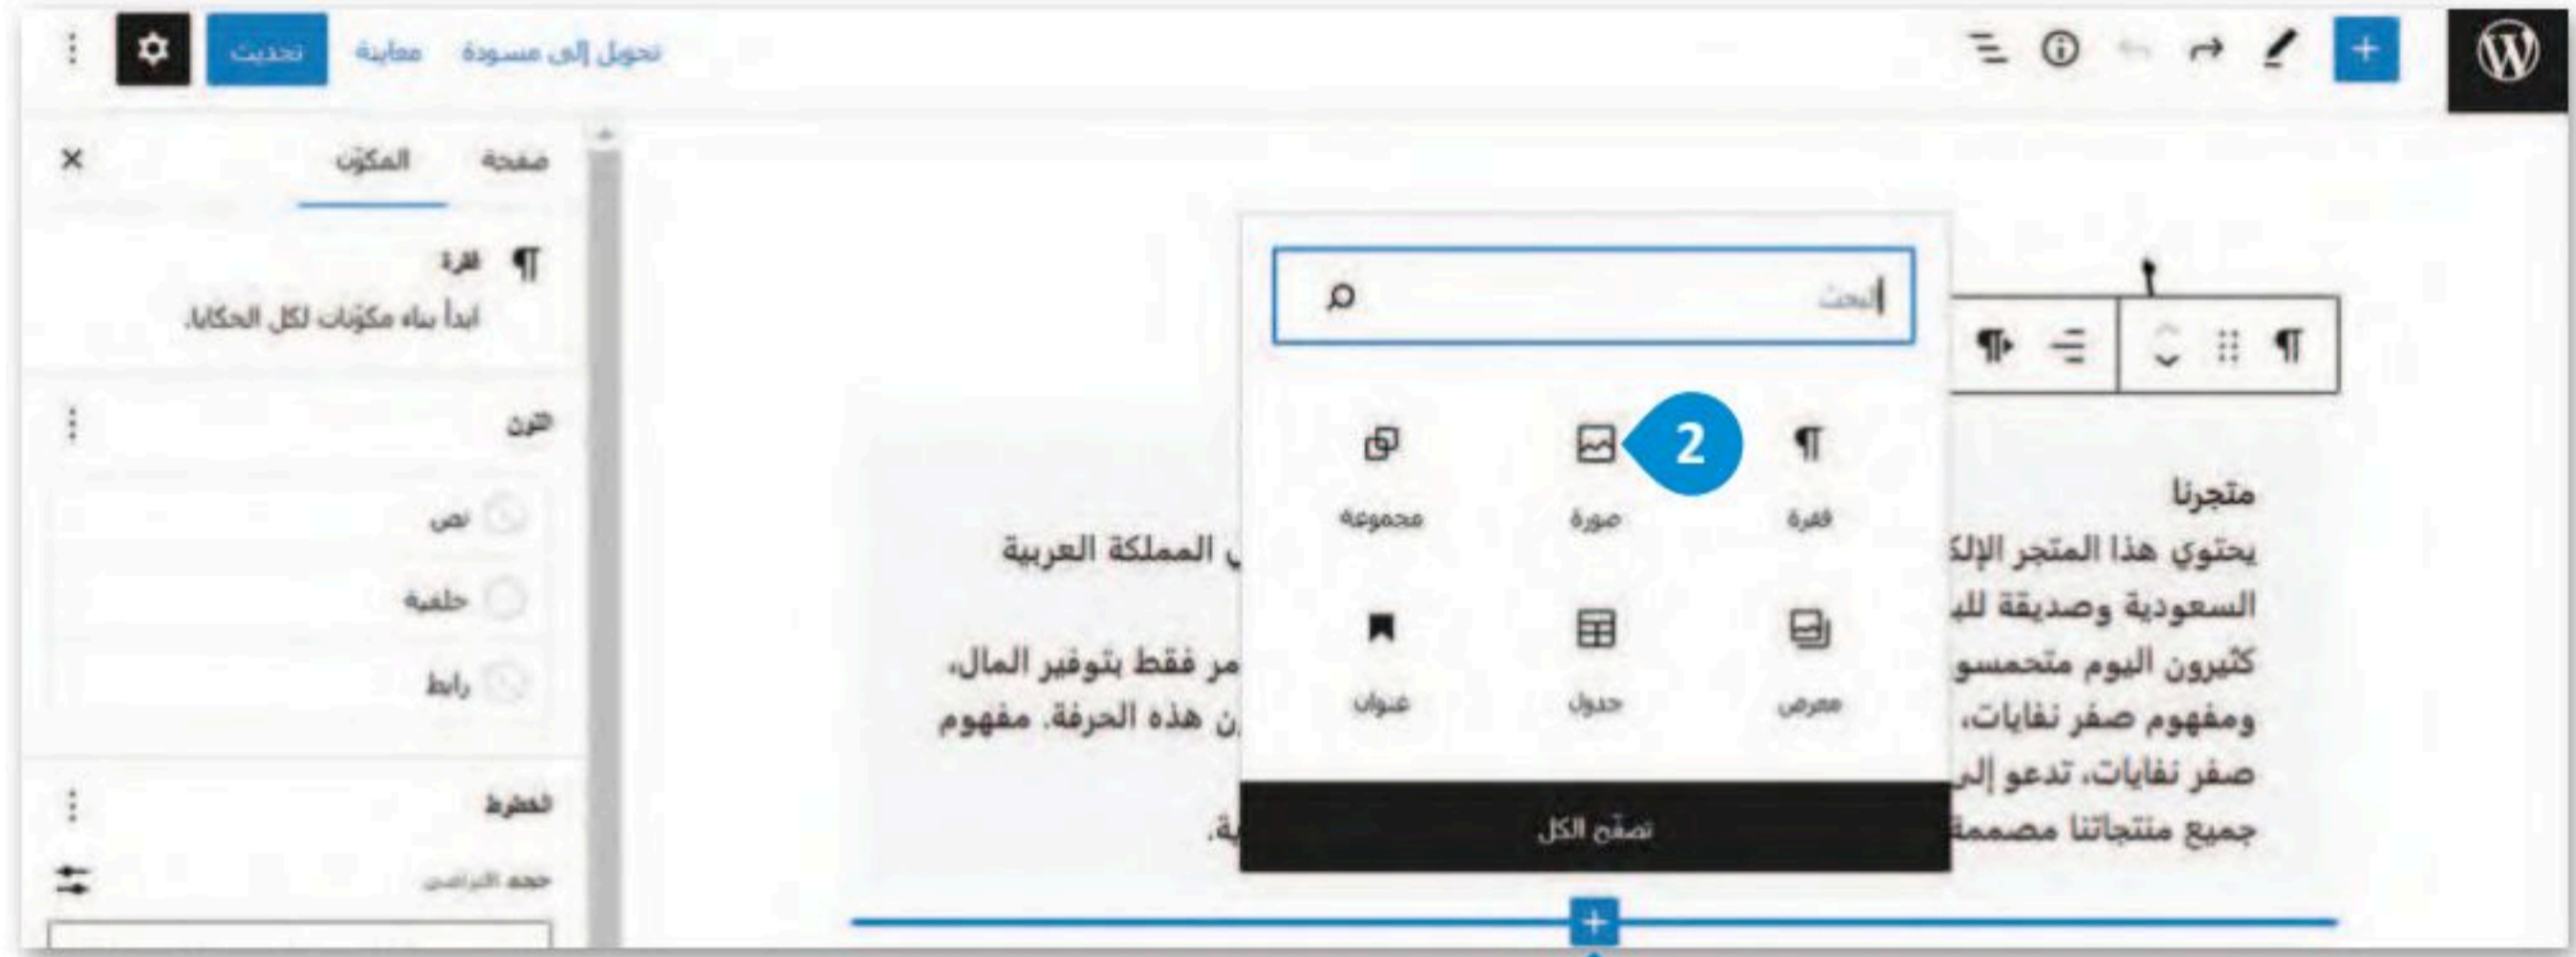 تحويل إلى مسودة
معاينة
تحديث
صفحة
المكوّن
فقرة
ابدأ بناء مكوّنات لكل الحكايا.
اللون
نص
خلفية
رابط
الخطوط
حجم افتراضي
البحث
2
فقرة
صورة
مجموعة
معرض
جدول
عنوان
تصفّح الكل
متجرنا
يحتوي هذا المتجر الإلك
ي المملكة العربية
السعودية وصديقة للب
كثيرون اليوم متحمسو
مر فقط بتوفير المال،
ومفهوم صفر نفايات،
ن هذه الحرفة. مفهوم
صفر نفايات، تدعو إلى
جميع منتجاتنا مصممة
ية.